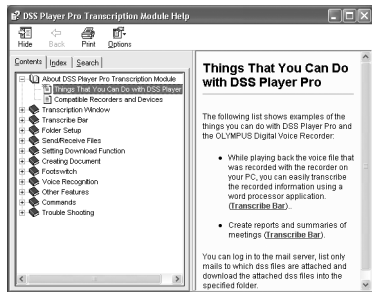 DSS Player Pro Transcription Module Help
Hide Back Print Options
Contents Index Search
About DSS Player Pro Transcription Module
Things That You Can Do with DSS Player
Compatible Recorders and Devices
Transcription Window
Transcribe Bar
Folder Setup
Send/Receive Files
Setting Download Function
Creating Document
Footswitch
Voice Recognition
Other Features
Commands
Trouble Shooting
Things That You Can Do
with DSS Player Pro
The following list shows examples of the
things you can do with DSS Player Pro and
the OLYMPUS Digital Voice Recorder:
While playing back the voice file that
was recorded with the recorder on
your PC, you can easily transcribe
the recorded information using a
word processor application.
(Transcribe Bar)..
Create reports and summaries of
meetings (Transcribe Bar).
You can log in to the mail server, list only
mails to which dss files are attached and
download the attached dss files into the
specified folder.